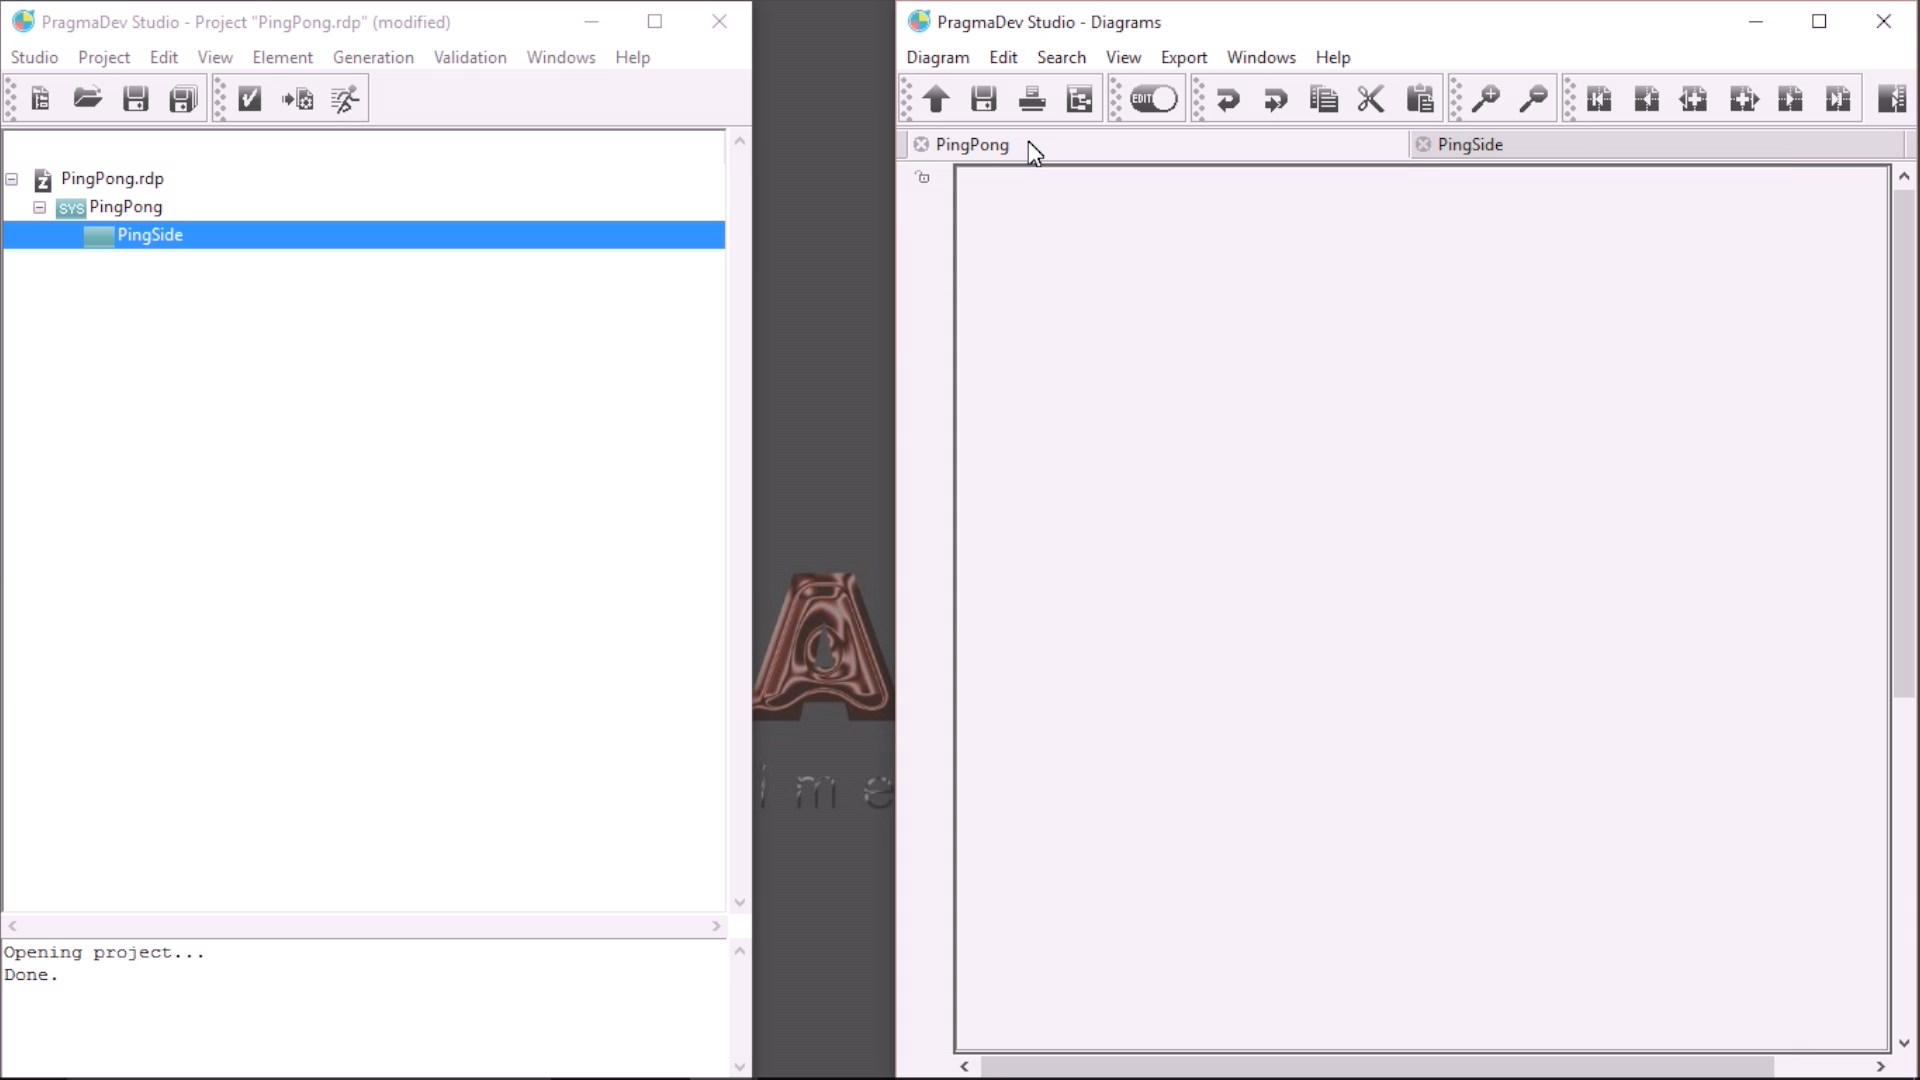 PragmaDev Studio - Project "PingPong.rdp" (modified)
Studio Project Edit View Element Generation Validation Windows Help
PingPong.rdp
SYS PingPong
PingSide
Opening project...
Done.
A
ime
PragmaDev Studio - Diagrams
Diagram Edit Search View Export Windows Help
EDIT
PingPong
PingSide